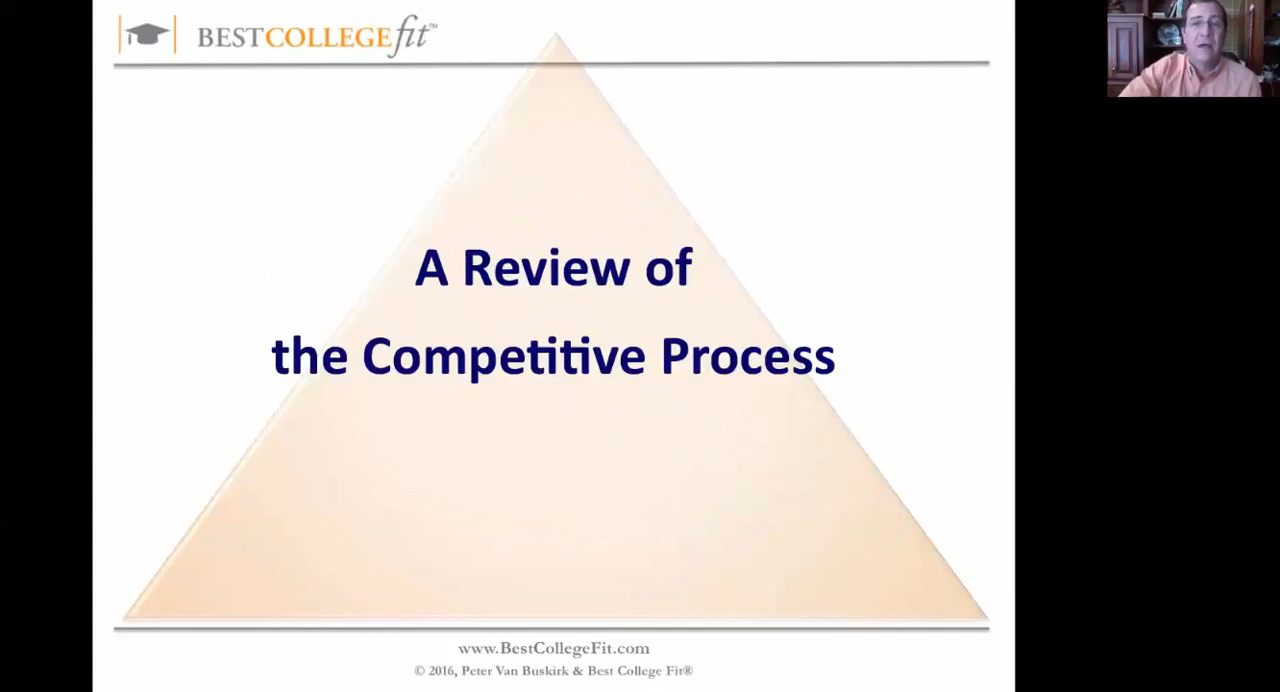 BESTCOLLEGEfit™
A Review of
the Competitive Process
www.BestCollegeFit.com
© 2016, Peter Van Buskirk & Best College Fit®